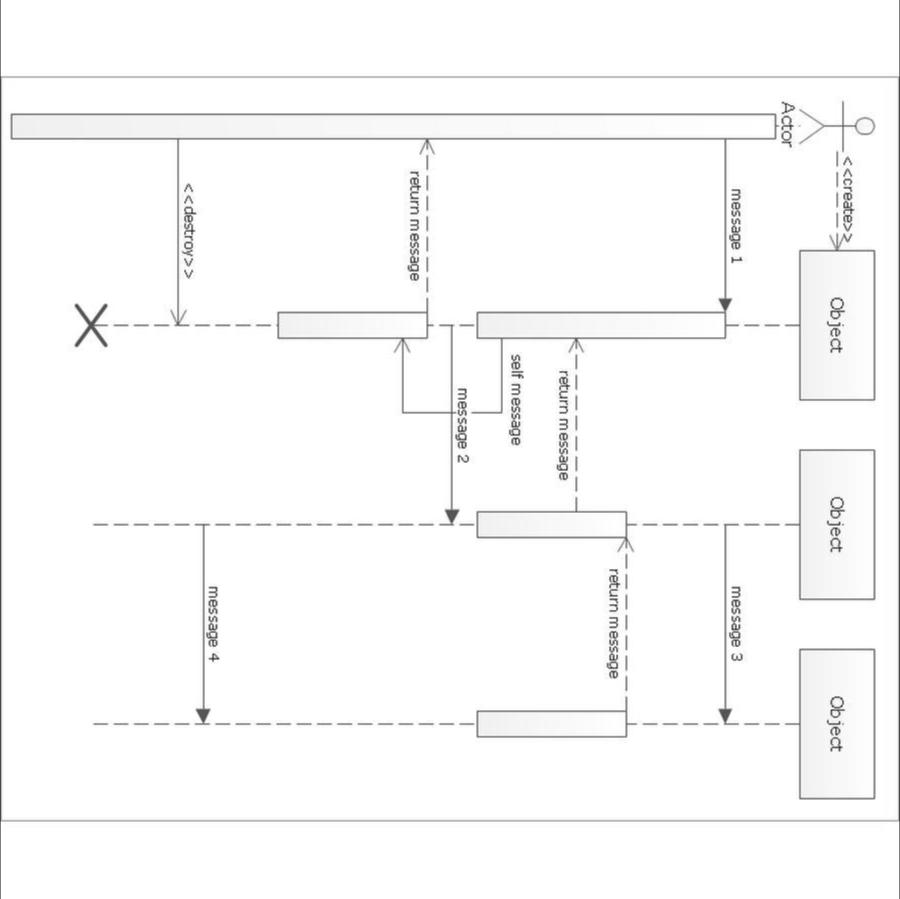 Actor
<<create>>
Object
Object
Object
message 1
message 3
return message
return message
self message
message 2
return message
message 4
<<destroy>>